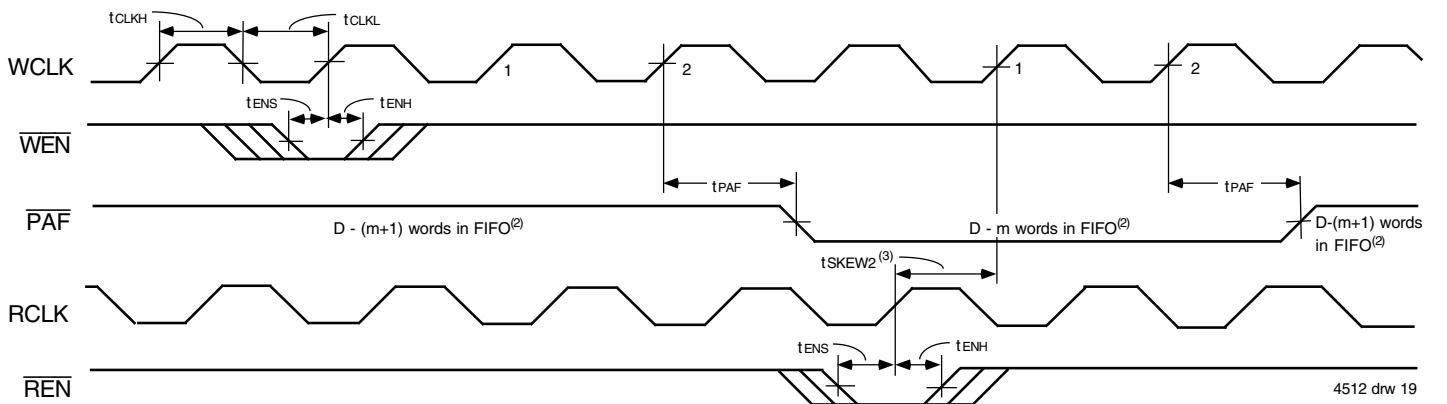 tCLKH tCLKL
WCLK 1 2 1 2
tENS tENH
WEN
tPAF tPAF
PAF
D - (m+1) words in FIFO(2) D - m words in FIFO(2) D-(m+1) words
in FIFO(2)
tSKEW2(3)
RCLK
tENS tENH
REN
4512 drw 19